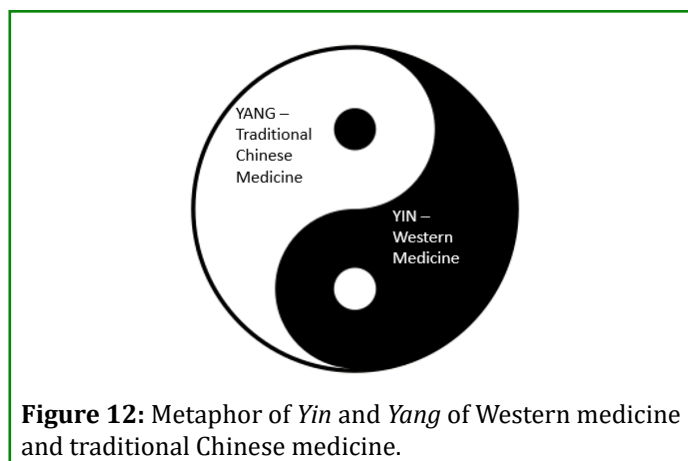 YANG –
Traditional
Chinese
Medicine
YIN –
Western
Medicine
Figure 12: Metaphor of Yin and Yang of Western medicine
and traditional Chinese medicine.